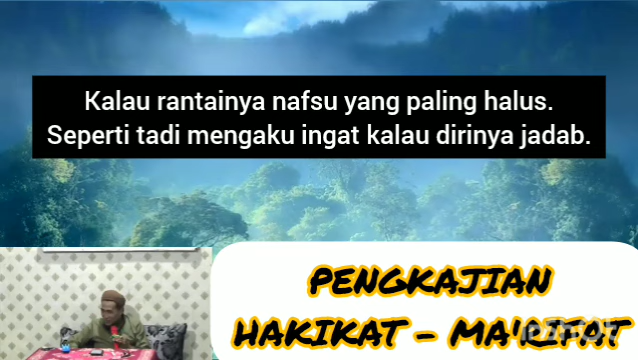 Kalau rantainya nafsu yang paling halus.
Seperti tadi mengaku ingat kalau dirinya jadab.
PENGKAJIAN
HAKIKAT - MA'RIFAT